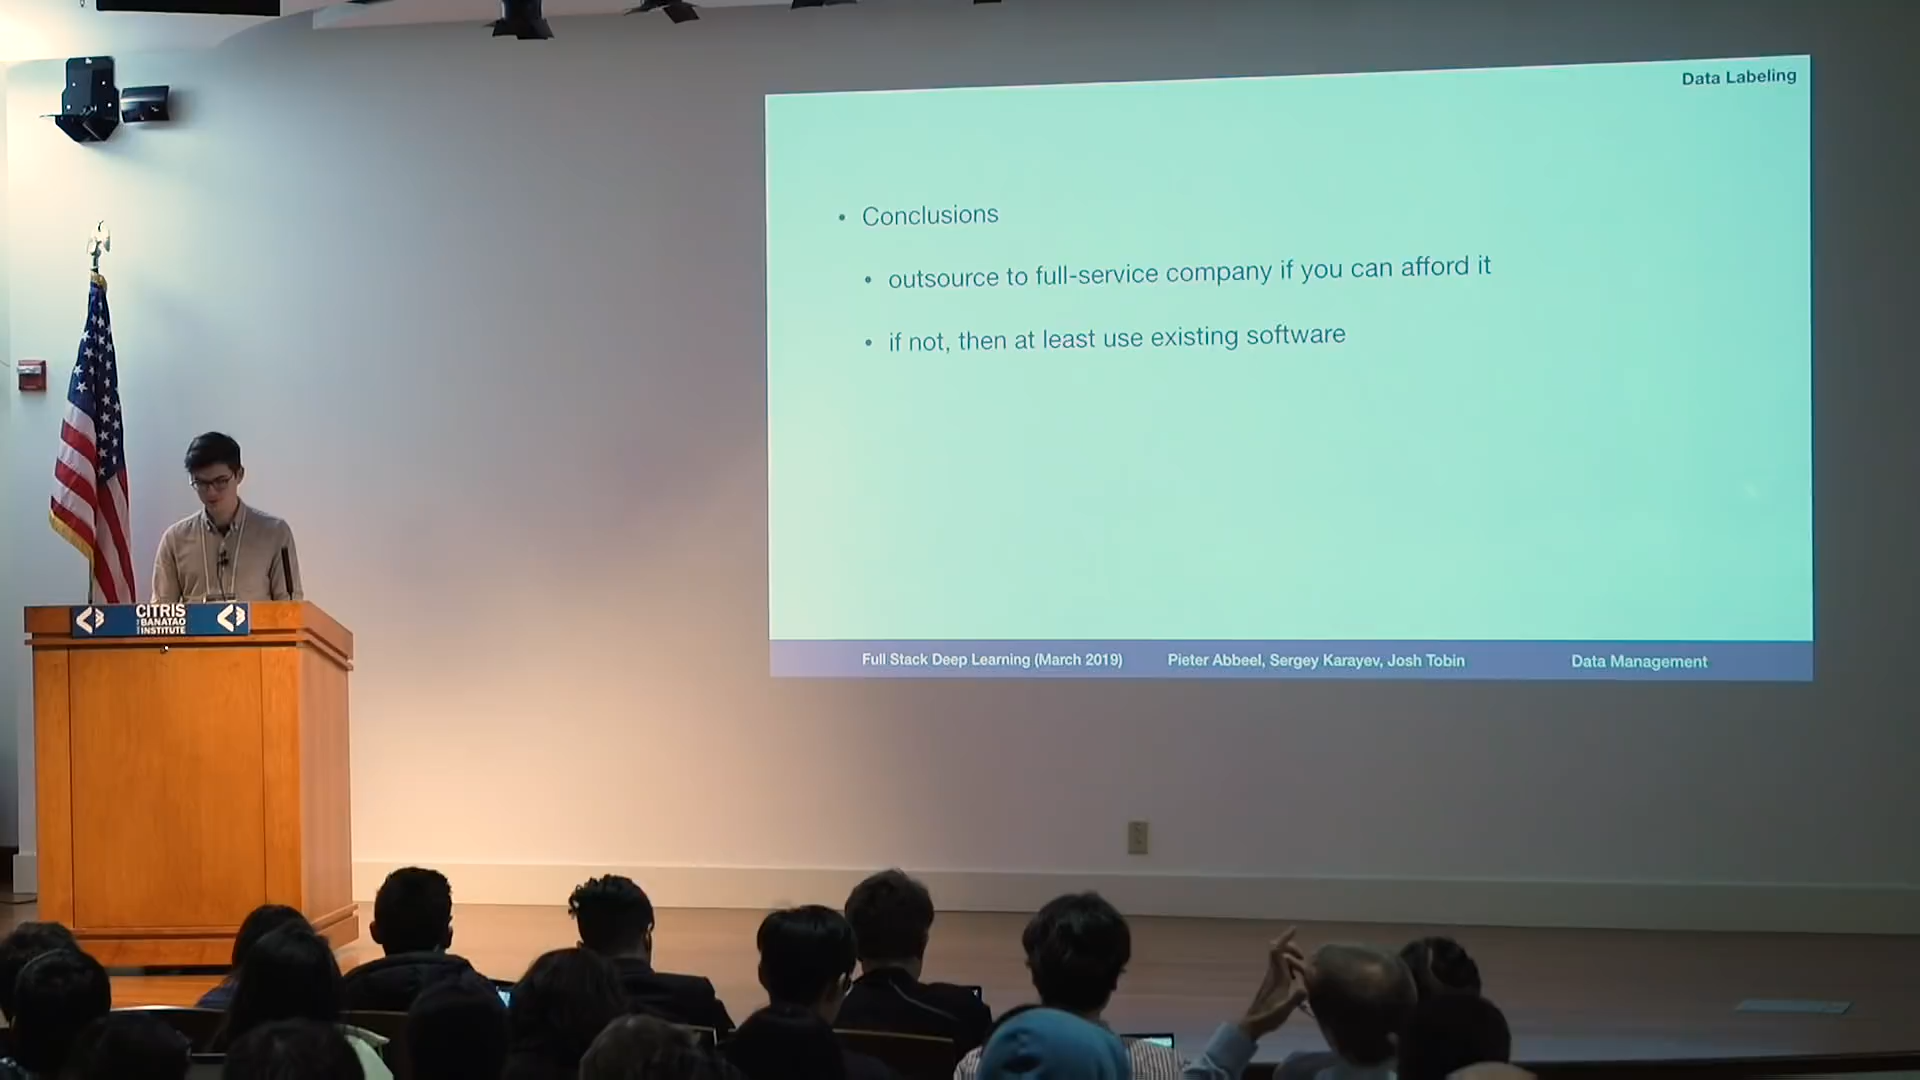 Data Labeling
• Conclusions
• outsource to full-service company if you can afford it
• if not, then at least use existing software
Full Stack Deep Learning (March 2019) Pieter Abbeel, Sergey Karayev, Josh Tobin Data Management
CITRIS
BANATAO
INSTITUTE